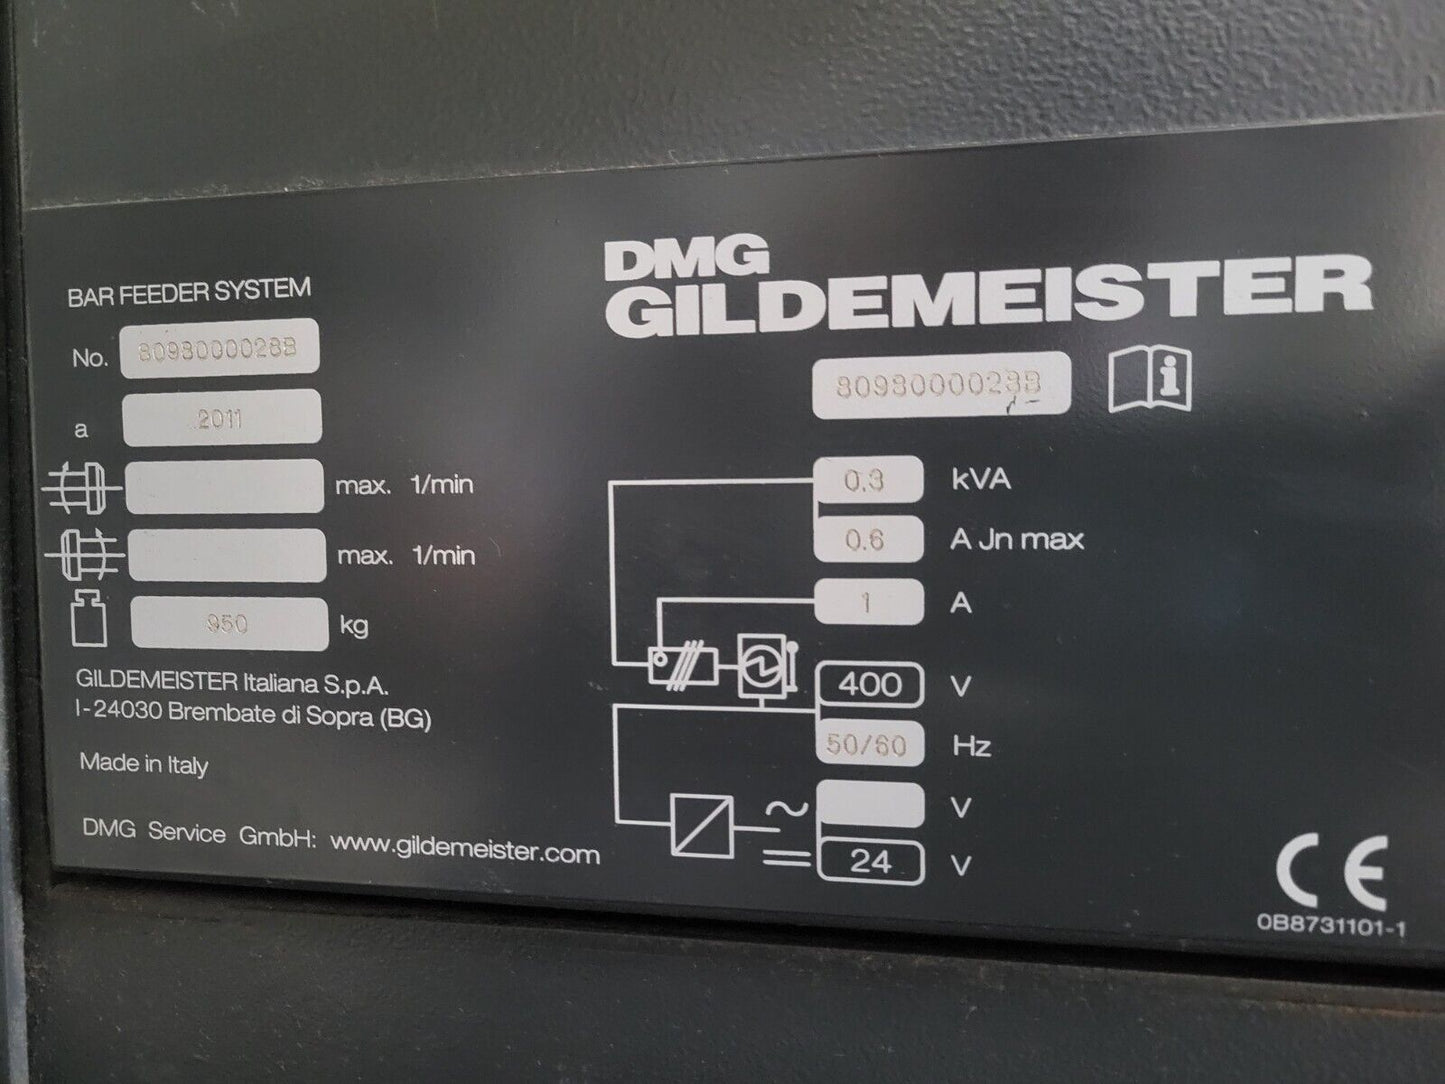 BAR FEEDER SYSTEM
No. 8098000028B
a 2011
max. 1/min
max. 1/min
950 kg
GILDEMEISTER Italiana S.p.A.
I-24030 Brembate di Sopra (BG)
Made in Italy
DMG Service GmbH: www.gildemeister.com
DMG
GILDEMEISTER
i
0.3 kVA
0.6 A Jn max
1 A
400 V
50/60 Hz
~ V
24 V
CE
0B8731101-1